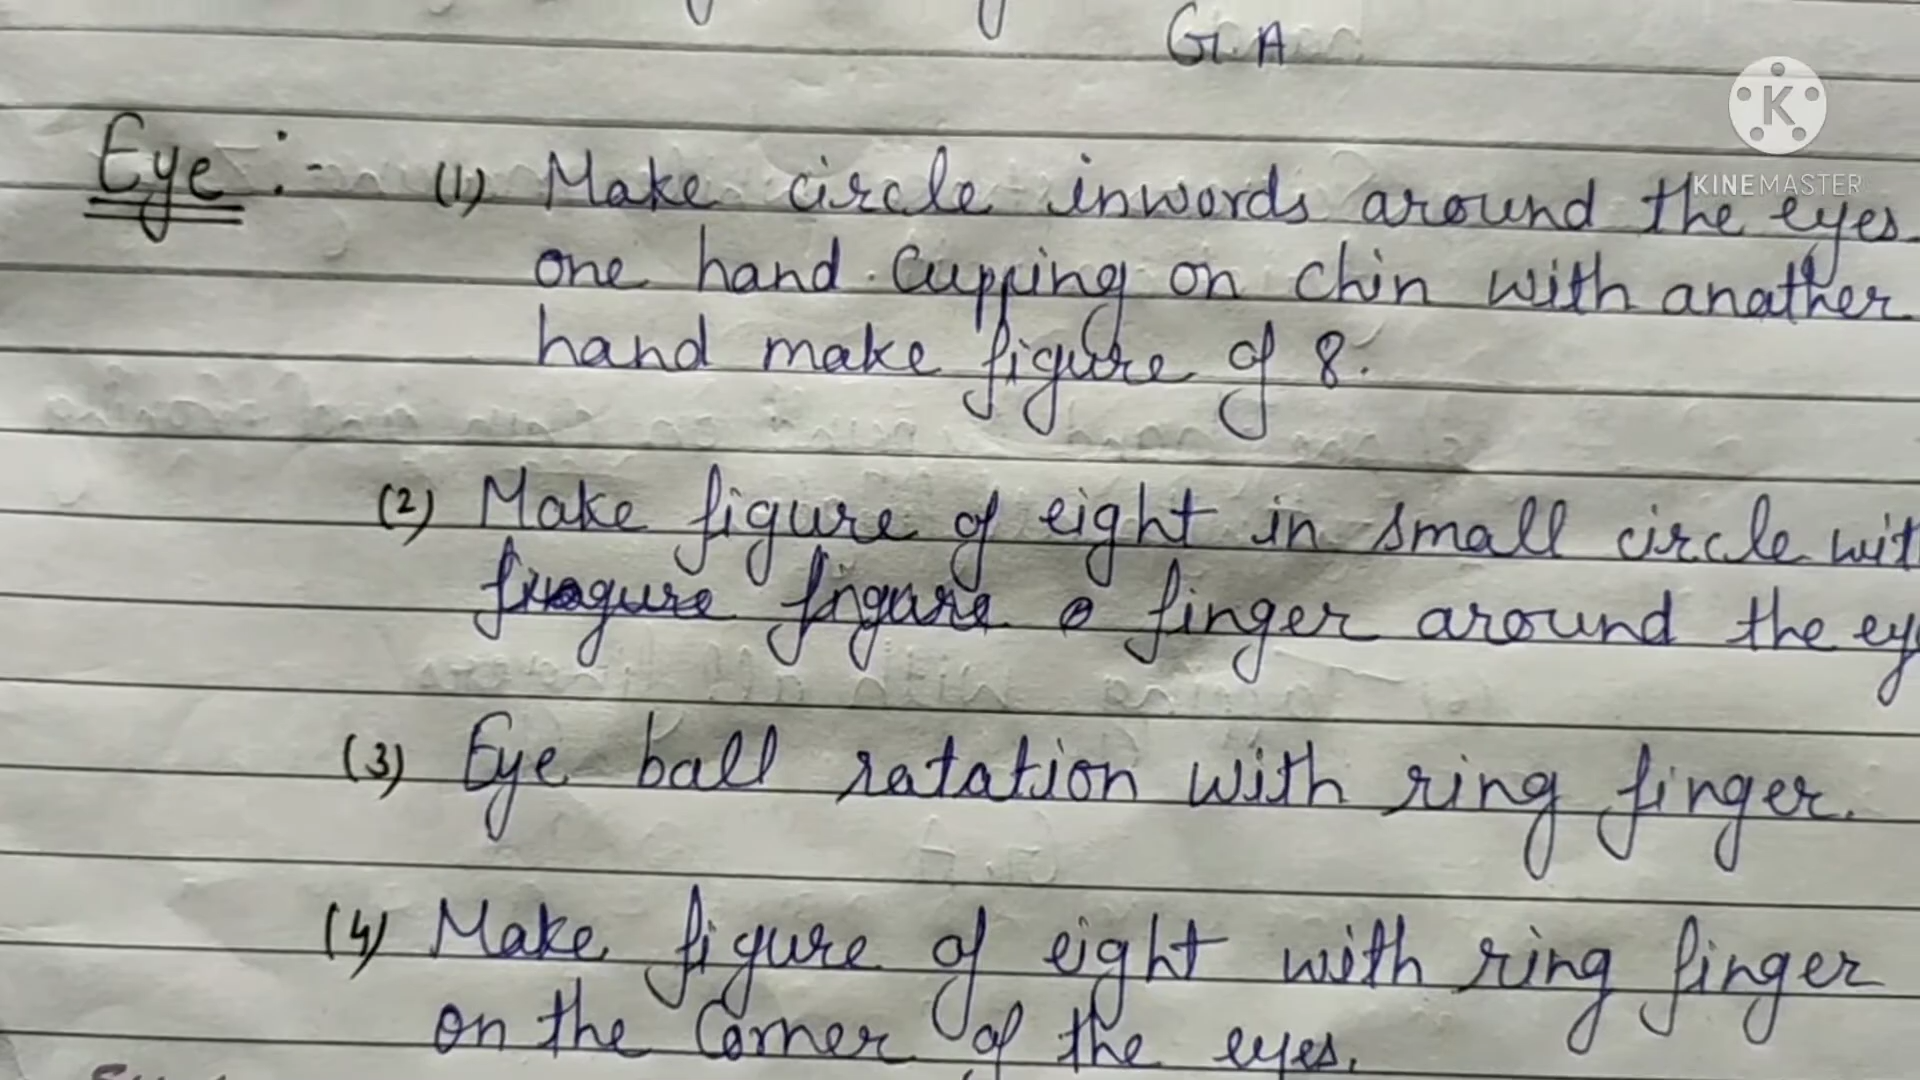 G.A
Eye :- (1) Make circle inwords around the eyes
one hand cupping on chin with anather
hand make figure of 8.
(2) Make figure of eight in small circle wit
finger around the ey
(3) Eye ball ratation with ring finger.
(4) Make figure of eight with ring finger
on the Corner of the eyes.
KINEMASTER